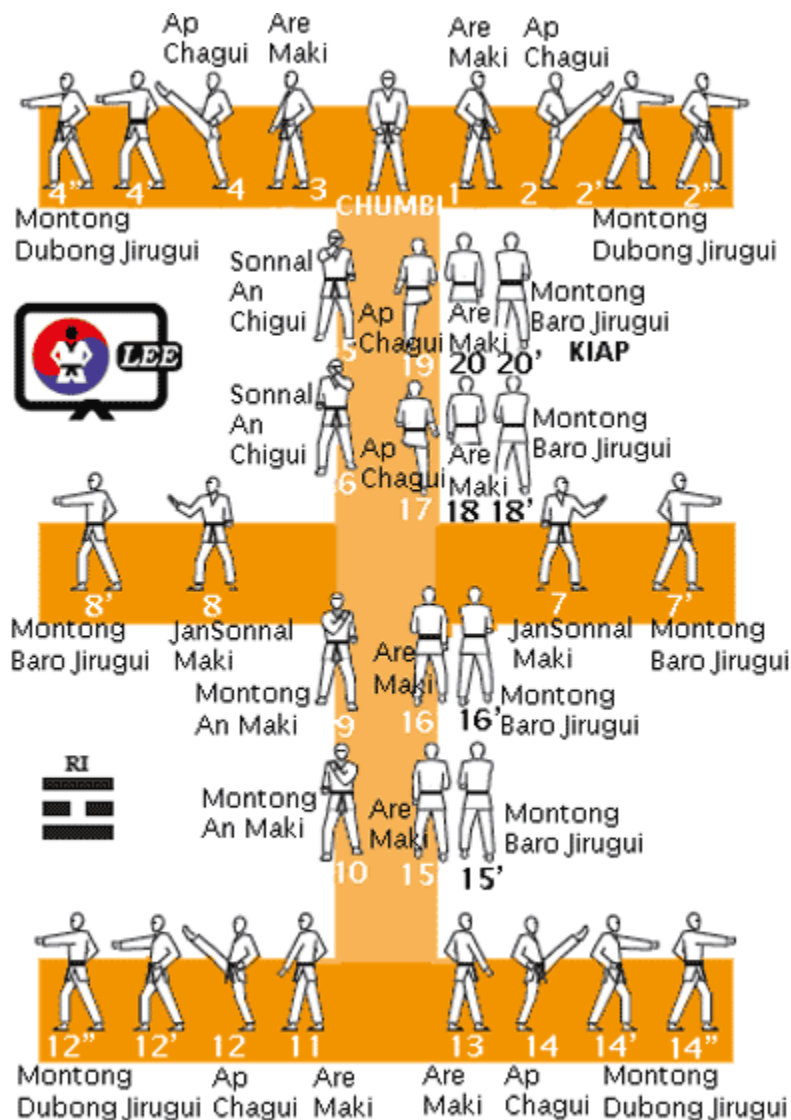 Ap Chagui
Are Maki
Are Maki
Ap Chagui
4” 4’ 4 3 1 2 2’ 2”
CHUMBI
Montong
Dubong Jirugui
Montong
Dubong Jirugui
Sonnal
An
Chigui
5
Ap
Chagui
19
Are
Maki
20 20’
Montong
Baro Jirugui
KIAP
LEE
Sonnal
An
Chigui
6
Ap
Chagui
17
Are
Maki
18 18’
Montong
Baro Jirugui
8’ 8 7 7’
Montong
Baro Jirugui
JanSonnal
Maki
JanSonnal
Maki
Montong
Baro Jirugui
Montong
An Maki
9
Are
Maki
16
16’
Montong
Baro Jirugui
RI
Montong
An Maki
10
Are
Maki
15
15’
Montong
Baro Jirugui
12” 12’ 12 11 13 14 14’ 14”
Montong
Dubong Jirugui
Ap
Chagui
Are
Maki
Are
Maki
Ap
Chagui
Montong
Dubong Jirugui